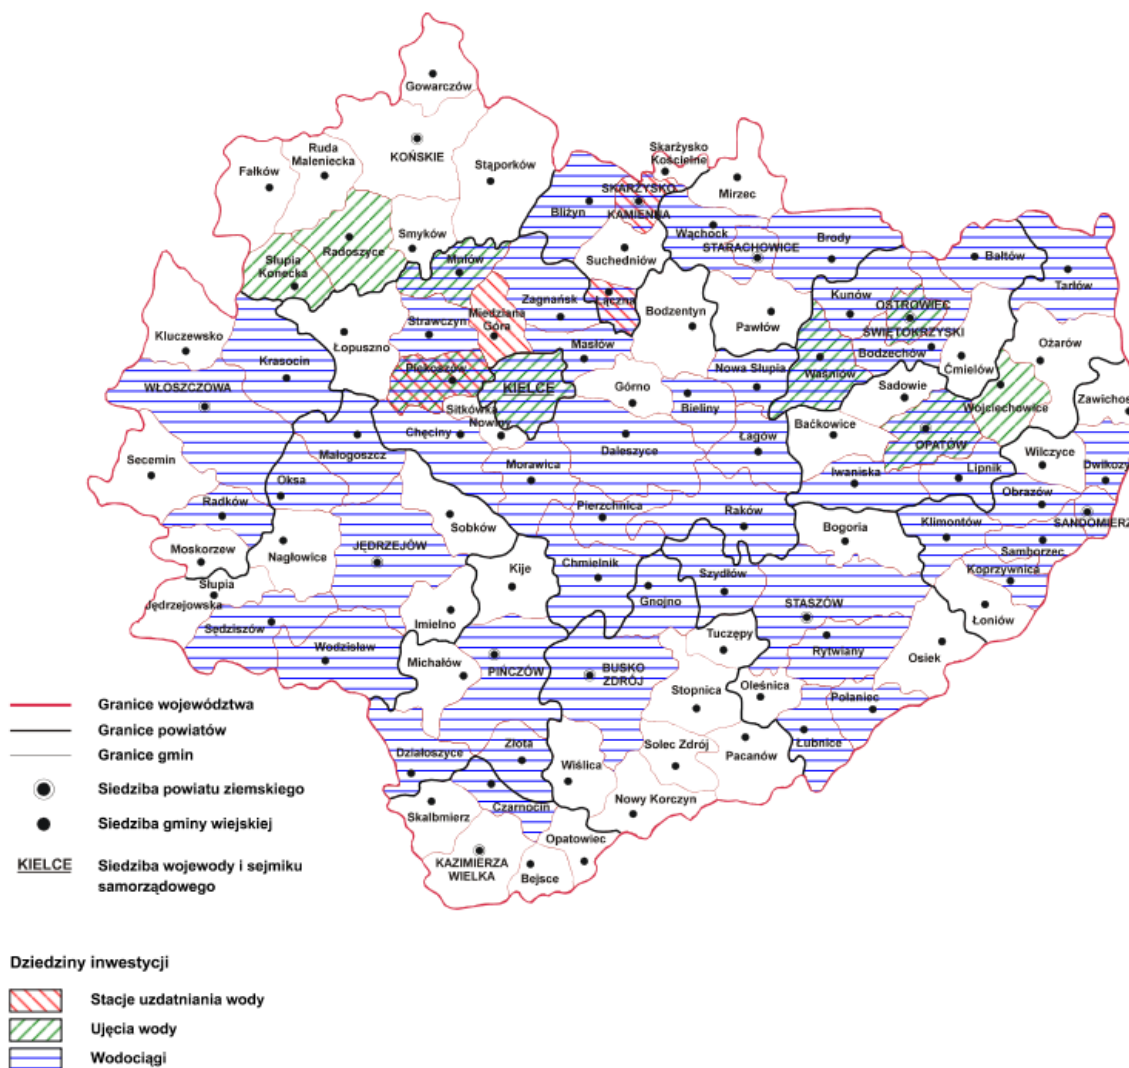 Gowarczów
KOŃSKIE
Ruda
Maleniecka
Fałków
Stąporków
Skarżysko
Kościelne
Mirzec
SKARŻYSKO
KAMIENNA
Bliżyn
Wąchock
STARACHOWICE
Brody
Radoszyce
Smyków
Słupia
Konecka
Mniów
Suchedniów
Bałtów
Tarłów
Łączna
Zagnańsk
Bodzentyn
Pawłów
Kunów
OSTROWIEC
ŚWIĘTOKRZYSKI
Bodzechów
Kluczewsko
Krasocin
Łopuszno
Strawczyn
Miedziana
Góra
Masłów
Ćmielów
Ożarów
WŁOSZCZOWA
Piekoszów
KIELCE
Górno
Nowa Słupia
Waśniów
Sadowie
Wojciechowice
Zawichos
Sitkówka
Nowiny
Bieliny
Chęciny
Daleszyce
Łagów
Baćkowice
OPATÓW
Małogoszcz
Secemin
Oksa
Morawica
Iwaniska
Lipnik
Wilczyce
Dwikozy
Radków
Pierzchnica
Raków
Obrazów
Sobków
Bogoria
Klimontów
SANDOMIERZ
Moskorzew
Nagłowice
JĘDRZEJÓW
Samborzec
Słupia
Jędrzejowska
Kije
Chmielnik
Szydłów
Koprzywnica
Gnojno
STASZÓW
Łoniów
Sędziszów
Imielno
Wodzisław
Tuczępy
Rytwiany
Osiek
Michałów
PIŃCZÓW
BUSKO
ZDRÓJ
Stopnica
Oleśnica
Połaniec
Działoszyce
Złota
Wiślica
Solec Zdrój
Pacanów
Łubnice
Skalbmierz
Czarnocin
Nowy Korczyn
KAZIMIERZA
WIELKA
Opatowiec
Bejsce
Granice województwa
Granice powiatów
Granice gmin
Siedziba powiatu ziemskiego
Siedziba gminy wiejskiej
KIELCE
Siedziba wojewody i sejmiku
samorządowego
Dziedziny inwestycji
Stacje uzdatniania wody
Ujęcia wody
Wodociągi